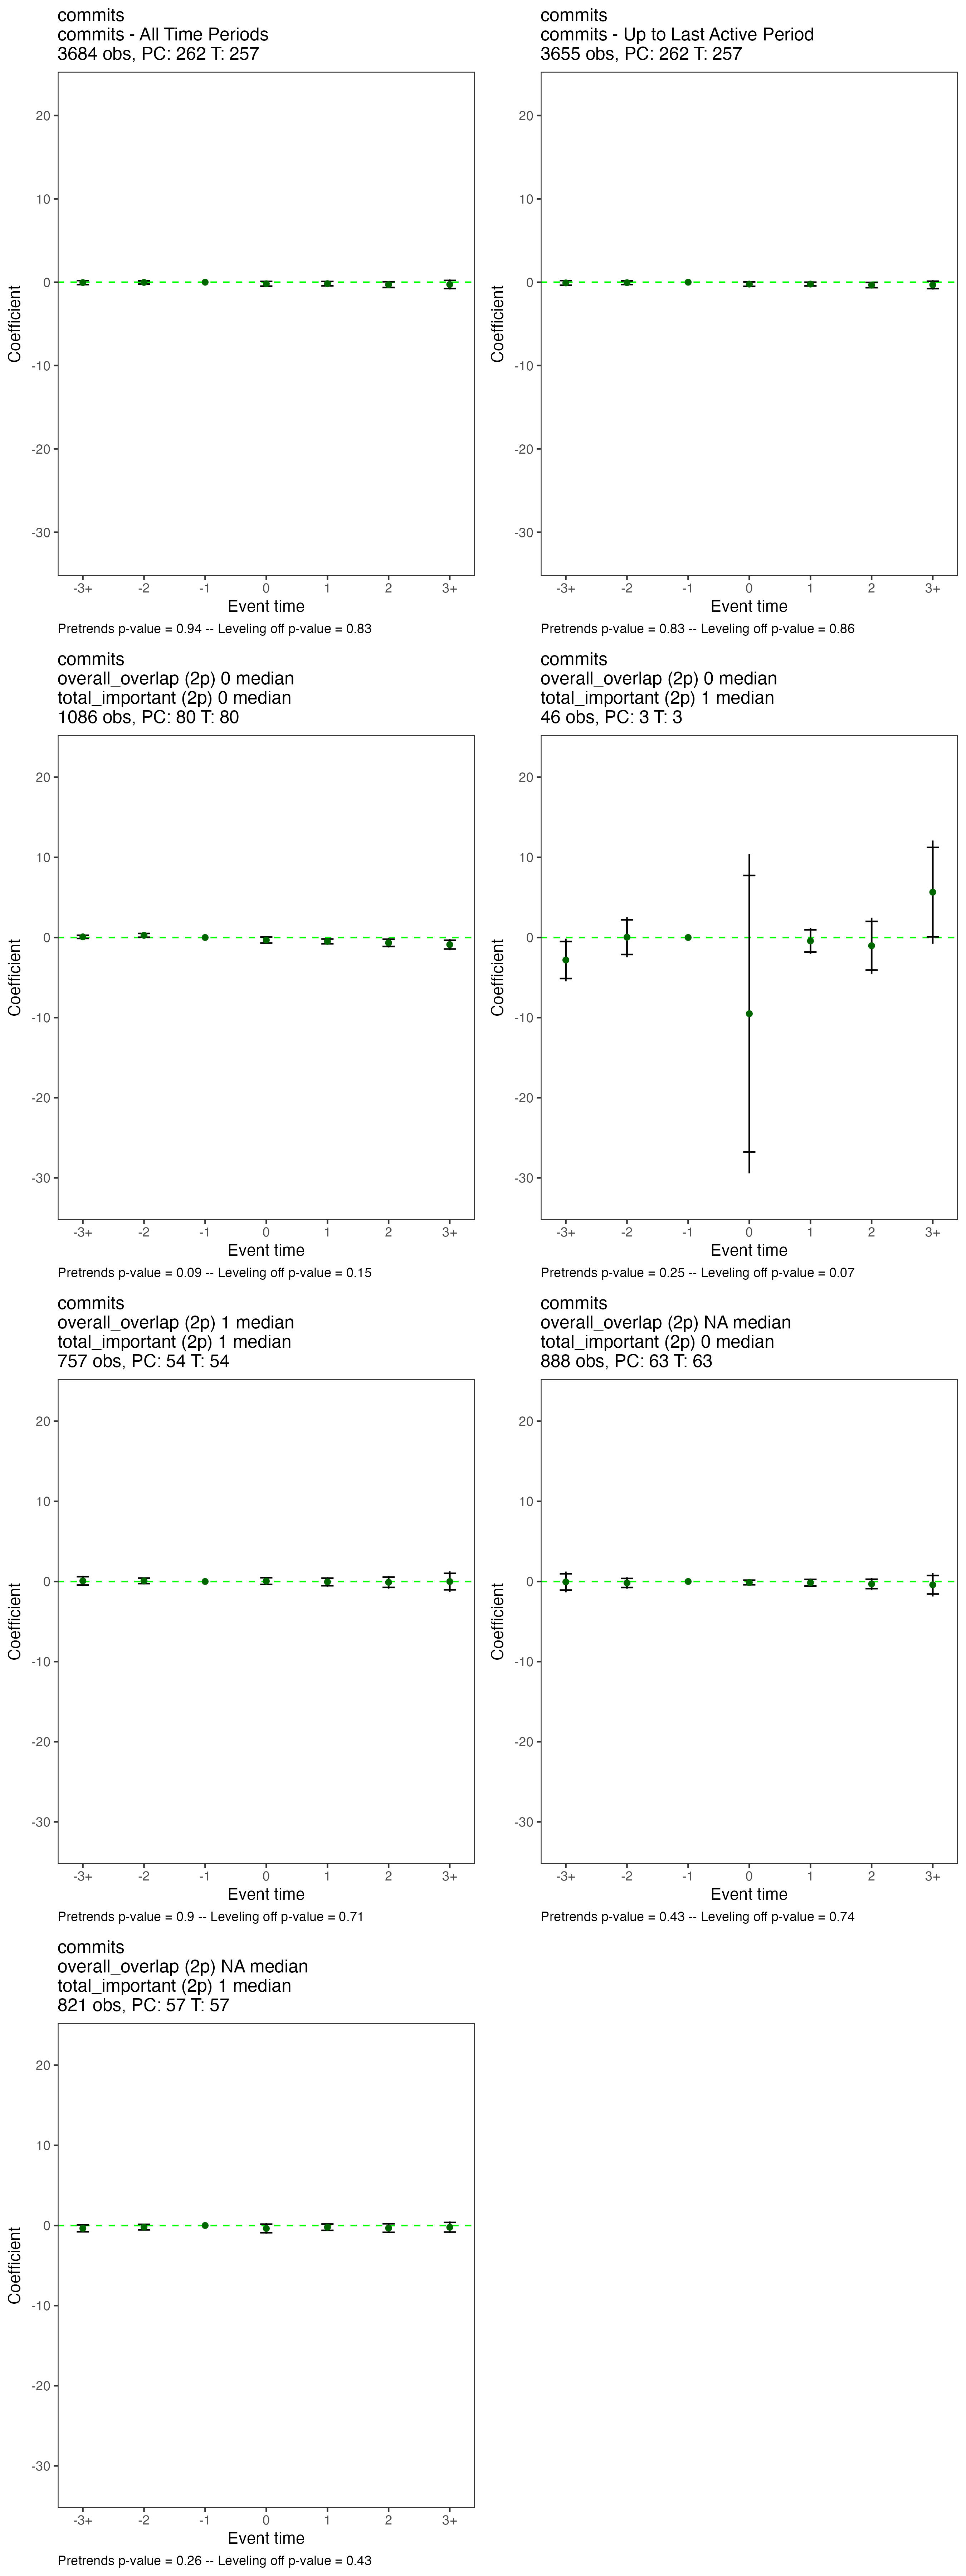 commits
commits - All Time Periods
3684 obs, PC: 262 T: 257
20
10
0
-10
-20
-30
Coefficient
-3+ -2 -1 0 1 2 3+
Event time
Pretrends p-value = 0.94 -- Leveling off p-value = 0.83
commits
commits - Up to Last Active Period
3655 obs, PC: 262 T: 257
20
10
0
-10
-20
-30
Coefficient
-3+ -2 -1 0 1 2 3+
Event time
Pretrends p-value = 0.83 -- Leveling off p-value = 0.86
commits
overall_overlap (2p) 0 median
total_important (2p) 0 median
1086 obs, PC: 80 T: 80
20
10
0
-10
-20
-30
Coefficient
-3+ -2 -1 0 1 2 3+
Event time
Pretrends p-value = 0.09 -- Leveling off p-value = 0.15
commits
overall_overlap (2p) 0 median
total_important (2p) 1 median
46 obs, PC: 3 T: 3
20
10
0
-10
-20
-30
Coefficient
-3+ -2 -1 0 1 2 3+
Event time
Pretrends p-value = 0.25 -- Leveling off p-value = 0.07
commits
overall_overlap (2p) 1 median
total_important (2p) 1 median
757 obs, PC: 54 T: 54
20
10
0
-10
-20
-30
Coefficient
-3+ -2 -1 0 1 2 3+
Event time
Pretrends p-value = 0.9 -- Leveling off p-value = 0.71
commits
overall_overlap (2p) NA median
total_important (2p) 0 median
888 obs, PC: 63 T: 63
20
10
0
-10
-20
-30
Coefficient
-3+ -2 -1 0 1 2 3+
Event time
Pretrends p-value = 0.43 -- Leveling off p-value = 0.74
commits
overall_overlap (2p) NA median
total_important (2p) 1 median
821 obs, PC: 57 T: 57
20
10
0
-10
-20
-30
Coefficient
-3+ -2 -1 0 1 2 3+
Event time
Pretrends p-value = 0.26 -- Leveling off p-value = 0.43